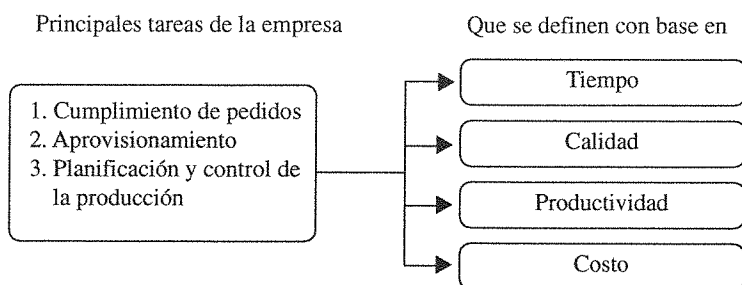 Principales tareas de la empresa
Que se definen con base en
1. Cumplimiento de pedidos
2. Aprovisionamiento
3. Planificación y control de
la producción
Tiempo
Calidad
Productividad
Costo